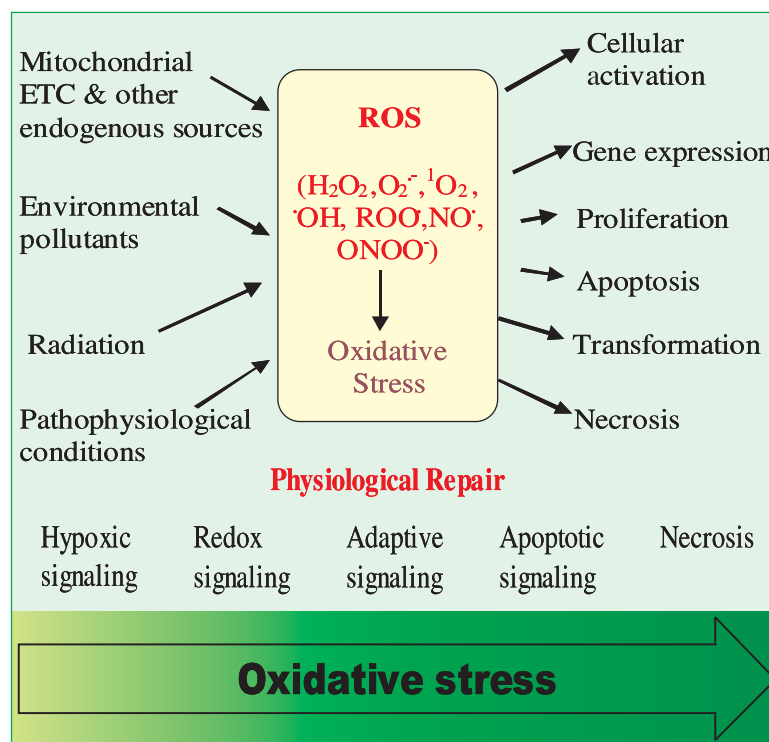 Mitochondrial
ETC & other
endogenous sources
Environmental
pollutants
Radiation
Pathophysiological
conditions
ROS
(H₂O₂,O₂·⁻,¹O₂,
·OH, ROO·,NO·,
ONOO⁻)
Oxidative
Stress
Cellular
activation
Gene expression
Proliferation
Apoptosis
Transformation
Necrosis
Physiological Repair
Hypoxic
signaling
Redox
signaling
Adaptive
signaling
Apoptotic
signaling
Necrosis
Oxidative stress